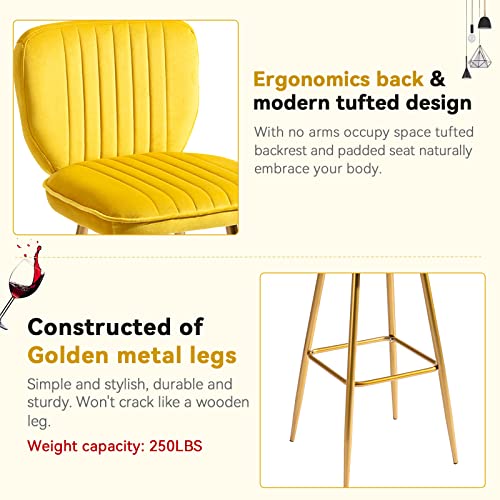 Ergonomics back &
modern tufted design
With no arms occupy space tufted
backrest and padded seat naturally
embrace your body.
Constructed of
Golden metal legs
Simple and stylish, durable and
sturdy. Won't crack like a wooden
leg.
Weight capacity: 250LBS